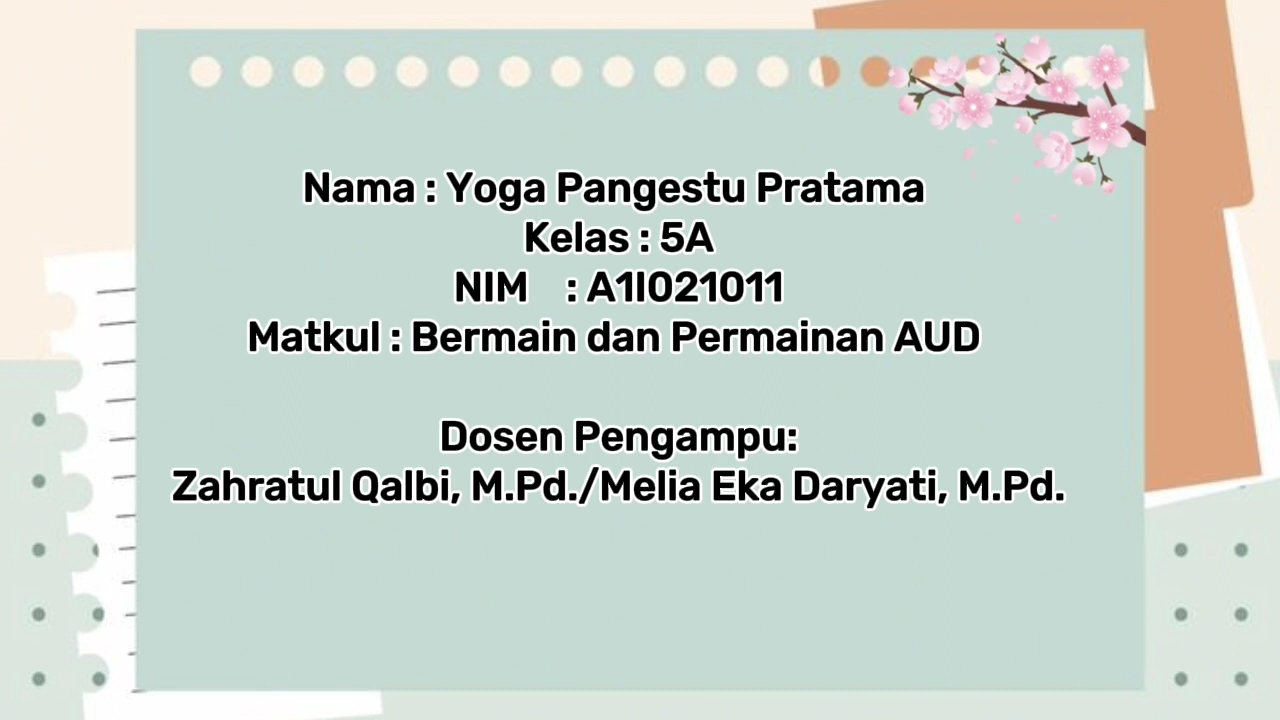 Nama : Yoga Pangestu Pratama
Kelas : 5A
NIM : A1I021011
Matkul : Bermain dan Permainan AUD
Dosen Pengampu:
Zahratul Qalbi, M.Pd./Melia Eka Daryati, M.Pd.